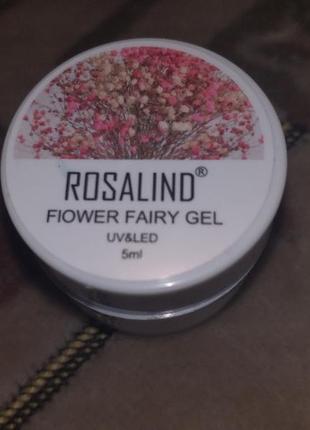 ROSALIND®
FIOWER FAIRY GEL
UV&LED
5ml